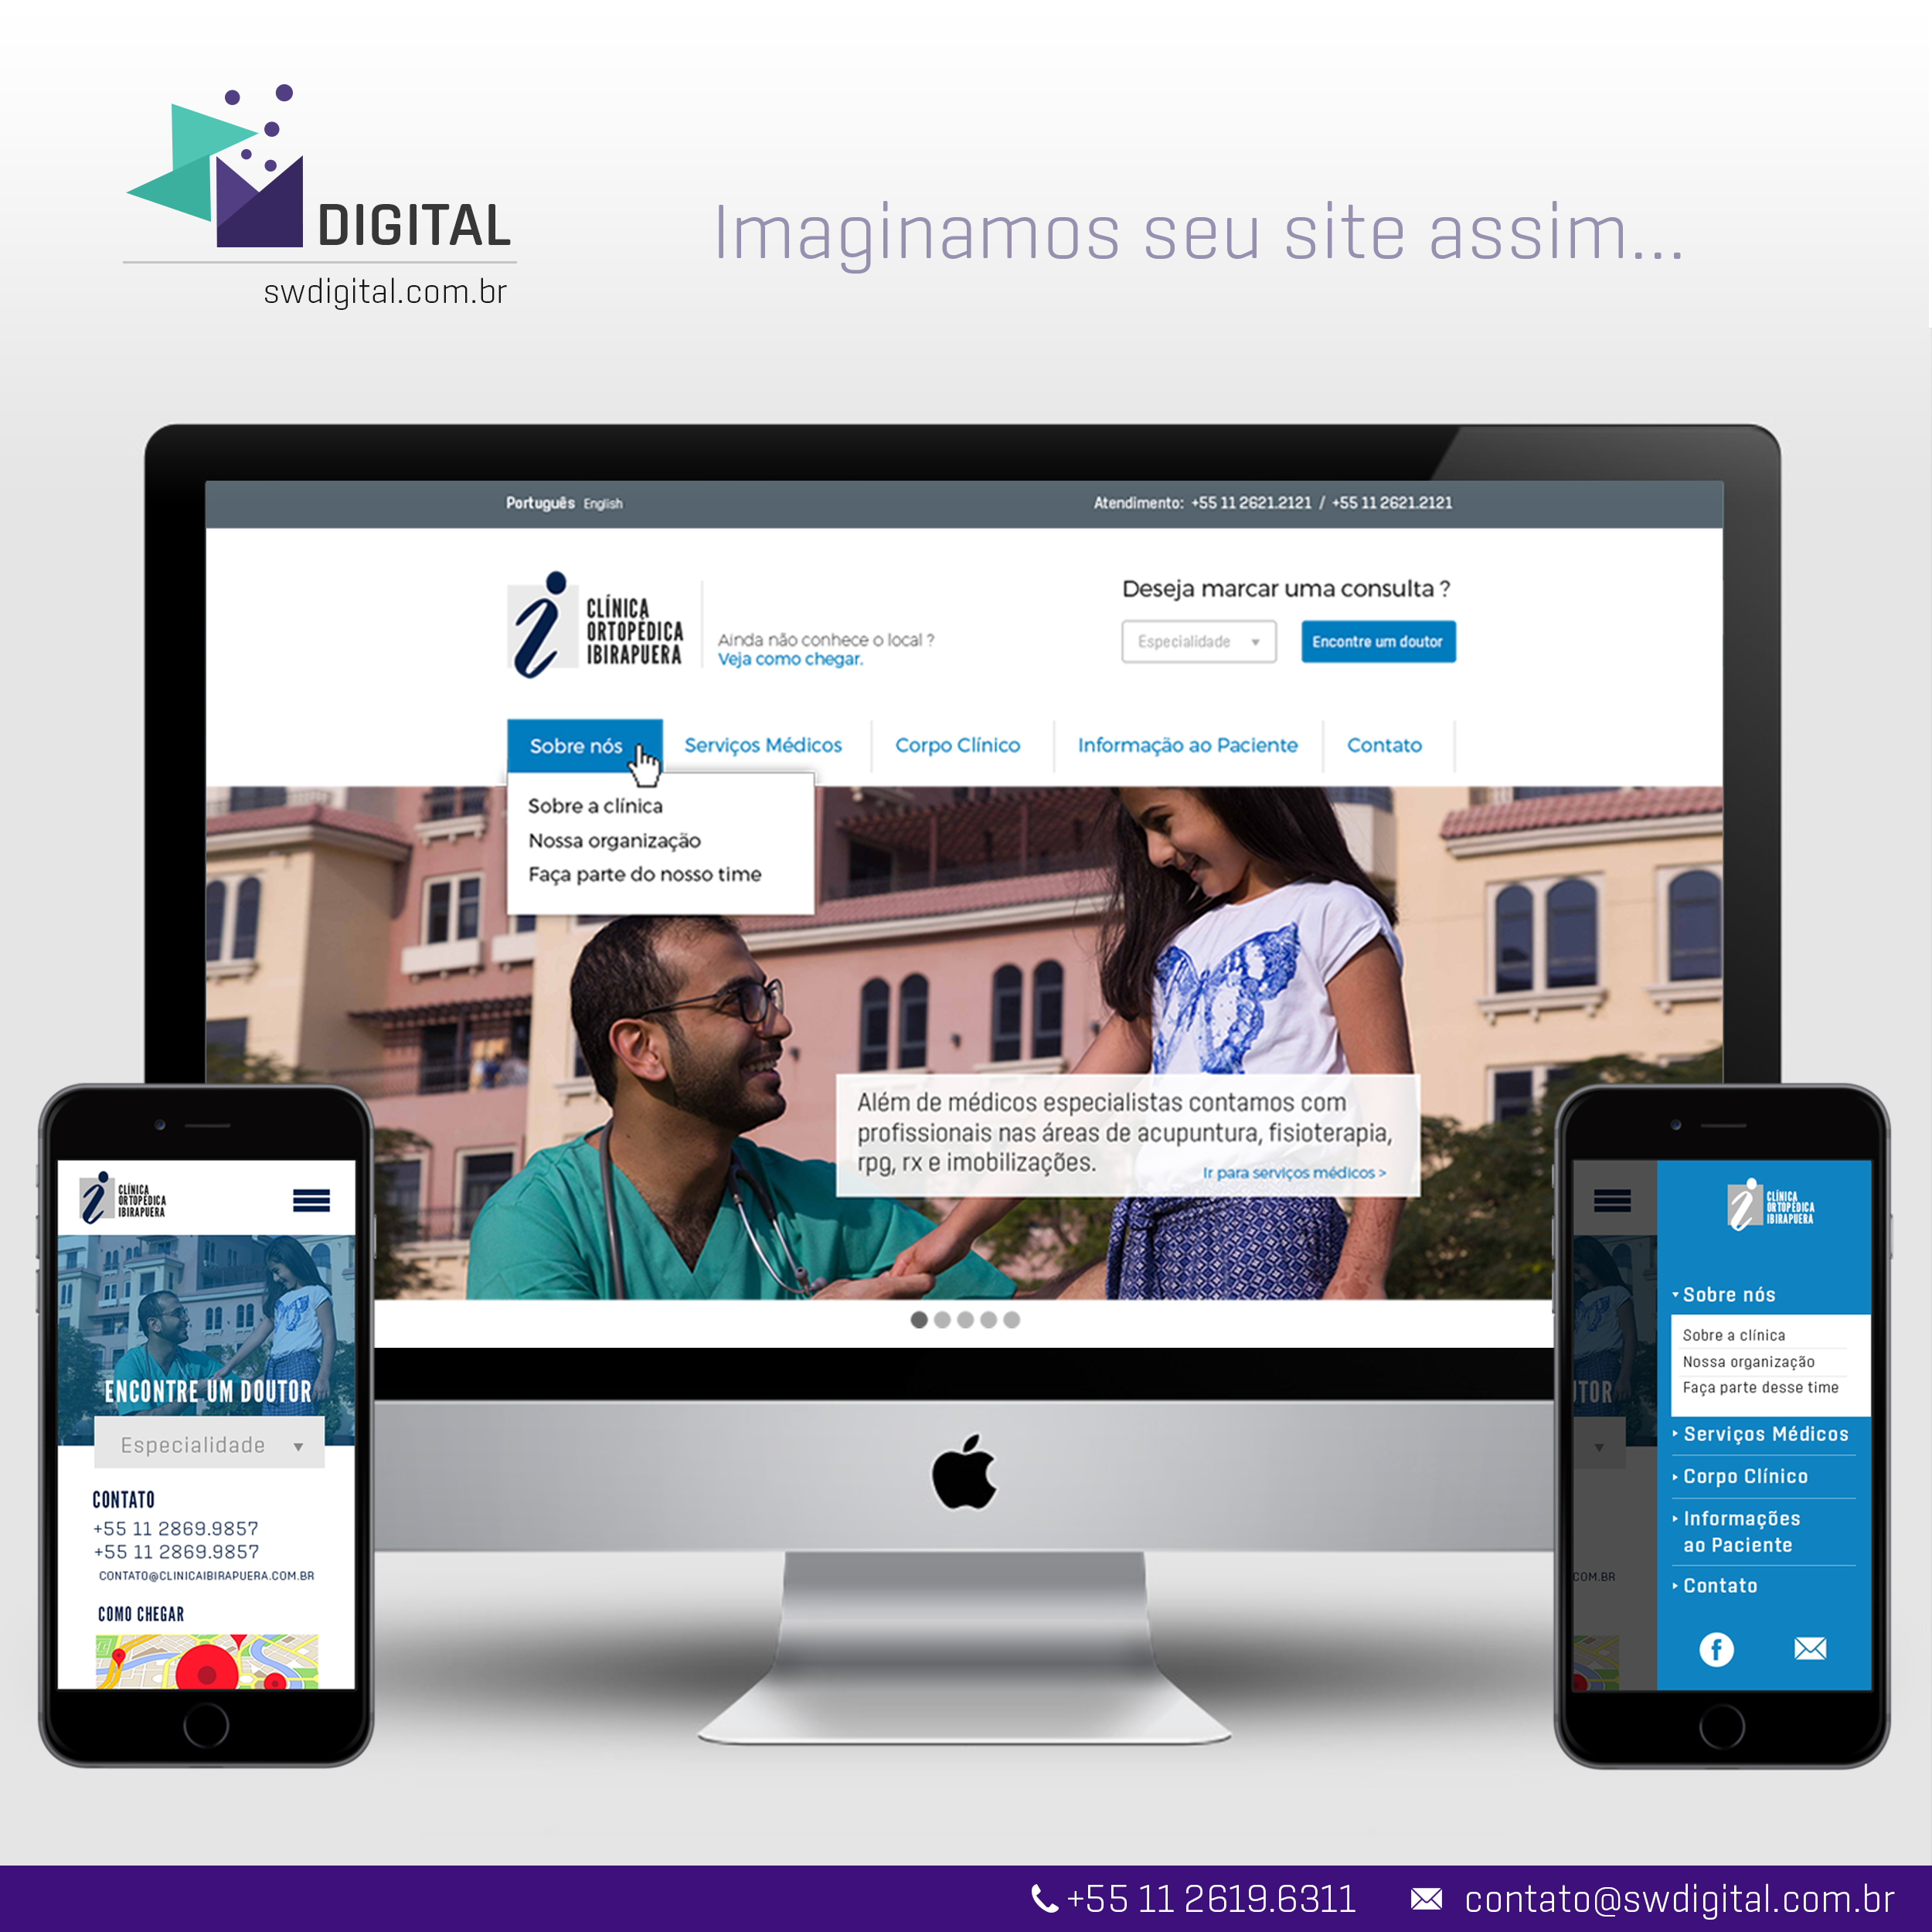 DIGITAL
swdigital.com.br
Imaginamos seu site assim...
Português English
Atendimento: +55 11 2621.2121 / +55 11 2621.2121
CLÍNICA
ORTOPÉDICA
IBIRAPUERA
Ainda não conhece o local ?
Veja como chegar.
Deseja marcar uma consulta ?
Especialidade
Encontre um doutor
Sobre nós
Serviços Médicos
Corpo Clínico
Informação ao Paciente
Contato
Sobre a clínica
Nossa organização
Faça parte do nosso time
Além de médicos especialistas contamos com
profissionais nas áreas de acupuntura, fisioterapia,
rpg, rx e imobilizações.
Ir para serviços médicos >
CLÍNICA
ORTOPÉDICA
IBIRAPUERA
ENCONTRE UM DOUTOR
Especialidade
CONTATO
+55 11 2869.9857
+55 11 2869.9857
CONTATO@CLINICAIBIRAPUERA.COM.BR
COMO CHEGAR
CLÍNICA
ORTOPÉDICA
IBIRAPUERA
Sobre nós
Sobre a clínica
Nossa organização
Faça parte desse time
Serviços Médicos
Corpo Clínico
Informações
ao Paciente
Contato
TOR
COM.BR
+55 11 2619.6311
contato@swdigital.com.br